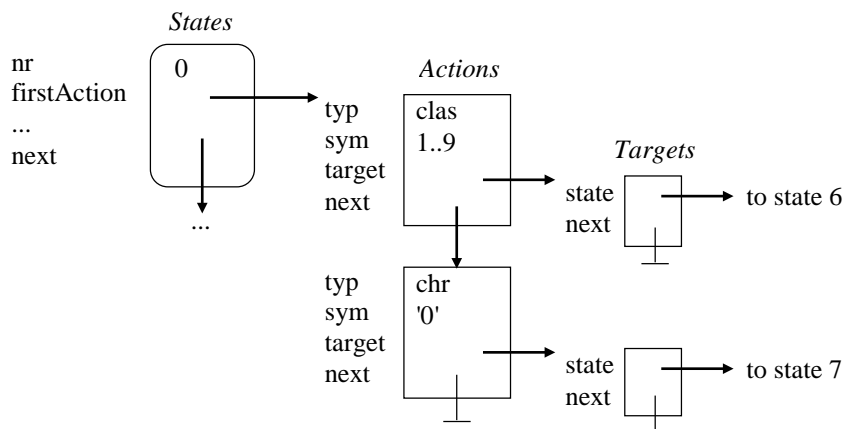 States
nr
firstAction
...
next
0
...
Actions
typ
sym
target
next
clas
1..9
Targets
state
next
to state 6
typ
sym
target
next
chr
'0'
state
next
to state 7